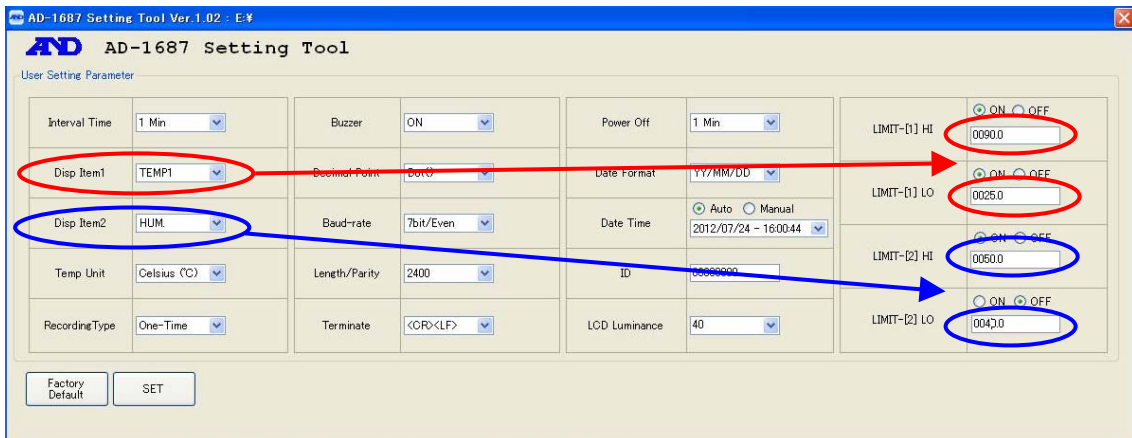 AD-1687 Setting Tool Ver.1.02 : E:¥
AND AD-1687 Setting Tool
User Setting Parameter
Interval Time 1 Min Buzzer ON Power Off 1 Min LIMIT-[1] HI ON OFF
0090.0
Disp Item1 TEMP1 Decimal Point Dot() Date Format YY/MM/DD LIMIT-[1] LO ON OFF
0025.0
Disp Item2 HUM. Baud-rate 7bit/Even Date Time Auto Manual
2012/07/24 - 16:00:44
LIMIT-[2] HI ON OFF
0050.0
Temp Unit Celsius (℃) Length/Parity 2400 ID
LIMIT-[2] LO ON OFF
RecordingType One-Time Terminate <CR><LF> LCD Luminance 40
Factory
Default
SET